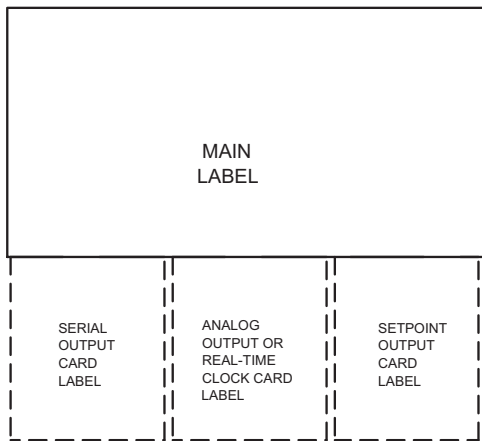 MAIN
LABEL
SERIAL
OUTPUT
CARD
LABEL
ANALOG
OUTPUT OR
REAL-TIME
CLOCK CARD
LABEL
SETPOINT
OUTPUT
CARD
LABEL